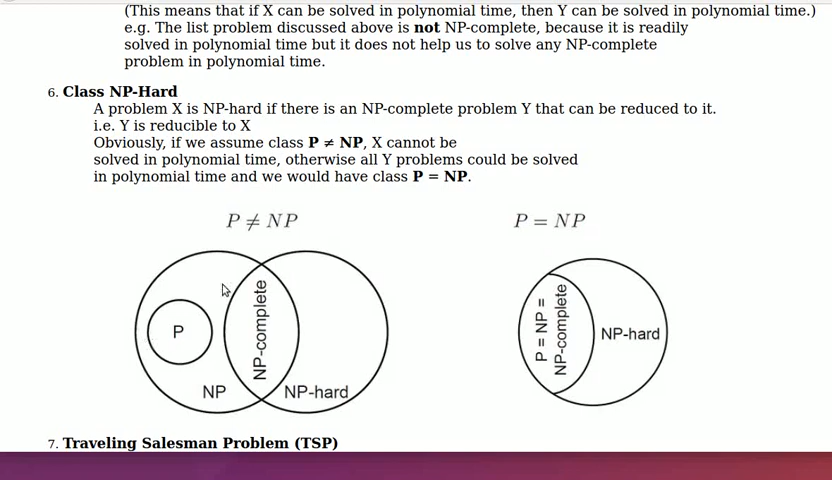 (This means that if X can be solved in polynomial time, then Y can be solved in polynomial time.)
e.g. The list problem discussed above is not NP-complete, because it is readily
solved in polynomial time but it does not help us to solve any NP-complete
problem in polynomial time.
6. Class NP-Hard
A problem X is NP-hard if there is an NP-complete problem Y that can be reduced to it.
i.e. Y is reducible to X
Obviously, if we assume class P ≠ NP, X cannot be
solved in polynomial time, otherwise all Y problems could be solved
in polynomial time and we would have class P = NP.
P ≠ NP
P = NP
P
NP-complete
NP
NP-hard
P = NP =
NP-complete
NP-hard
7. Traveling Salesman Problem (TSP)